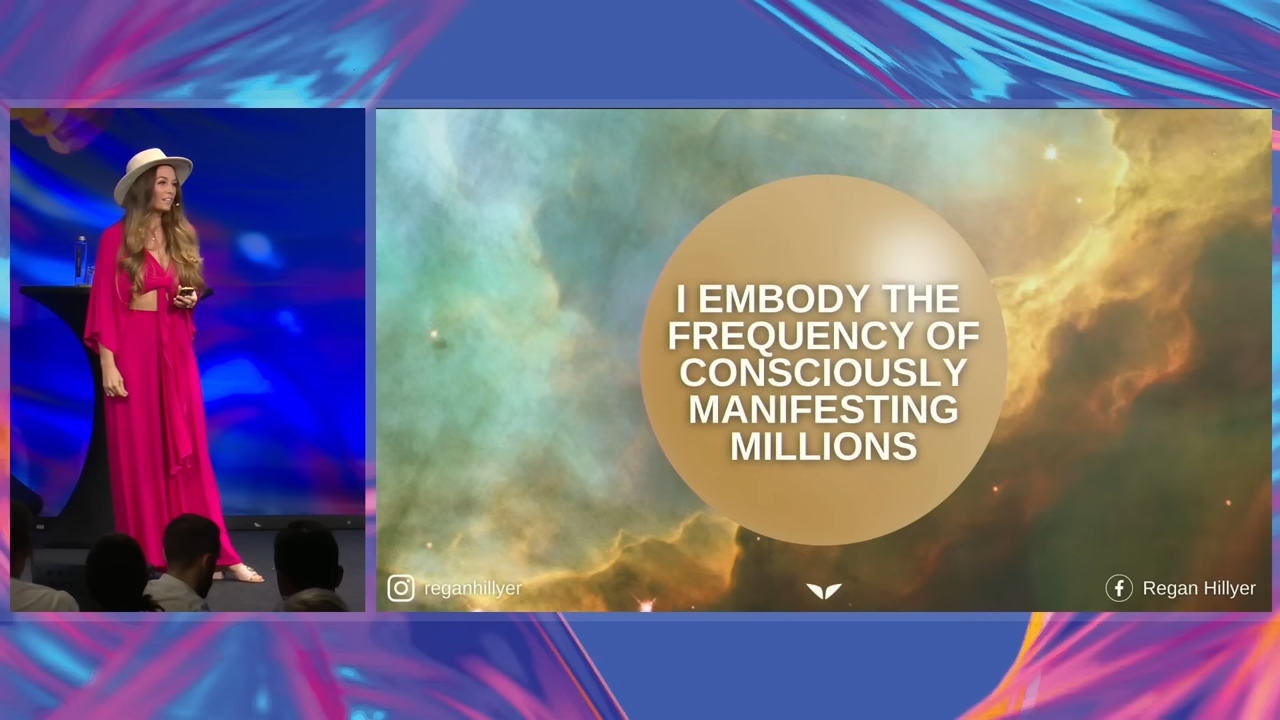 I EMBODY THE
FREQUENCY OF
CONSCIOUSLY
MANIFESTING
MILLIONS
reganhillyer
Regan Hillyer